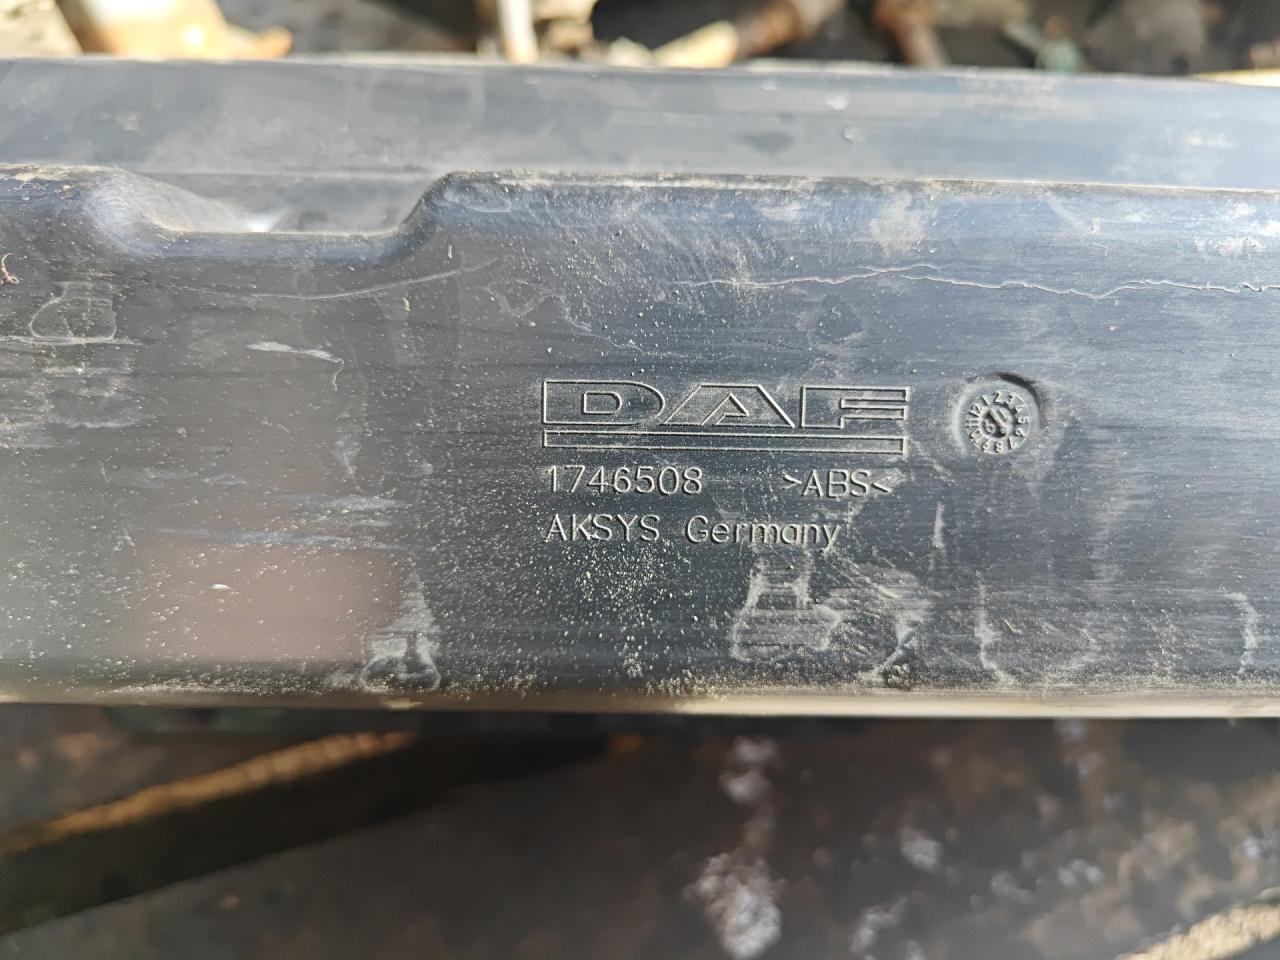 DAF
1746508 >ABS<
AKSYS Germany